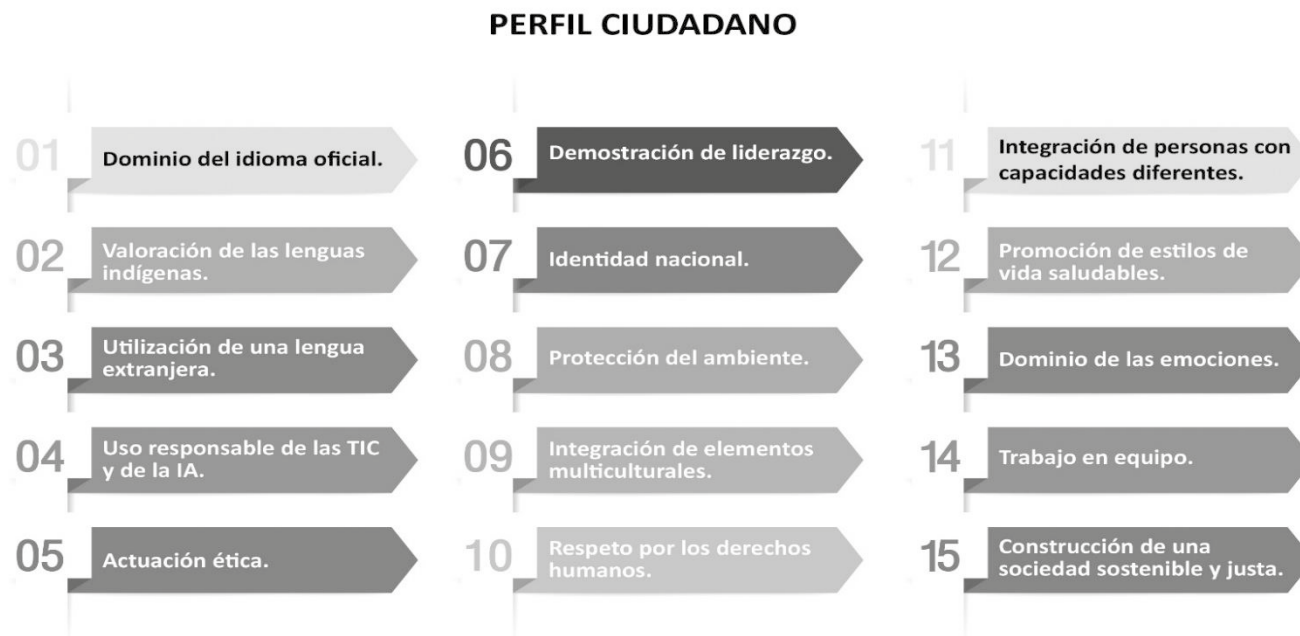 PERFIL CIUDADANO
01
Dominio del idioma oficial.
02
Valoración de las lenguas
indígenas.
03
Utilización de una lengua
extranjera.
04
Uso responsable de las TIC
y de la IA.
05
Actuación ética.
06
Demostración de liderazgo.
07
Identidad nacional.
08
Protección del ambiente.
09
Integración de elementos
multiculturales.
10
Respeto por los derechos
humanos.
11
Integración de personas con
capacidades diferentes.
12
Promoción de estilos de
vida saludables.
13
Dominio de las emociones.
14
Trabajo en equipo.
15
Construcción de una
sociedad sostenible y justa.